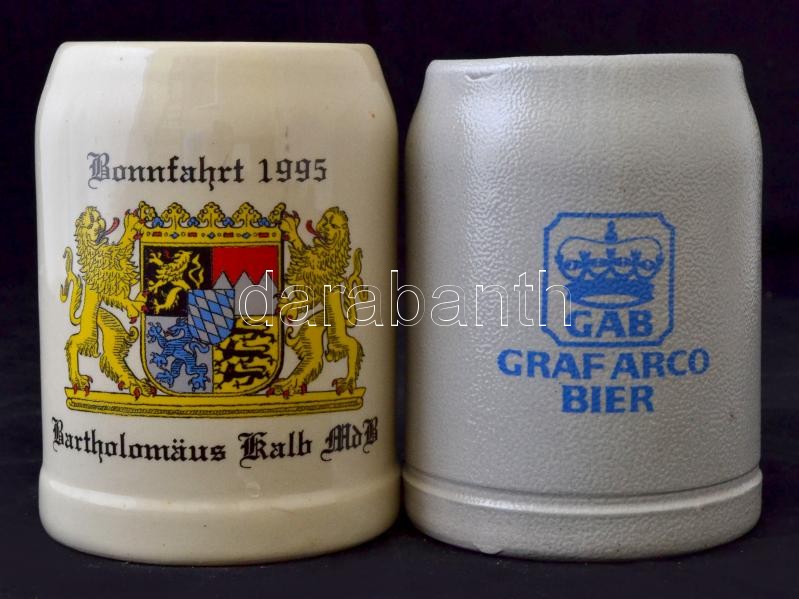 Bonnfahrt 1995
Bartholomäus Kalb MdB
GAB
GRAF ARCO
BIER
darabanth